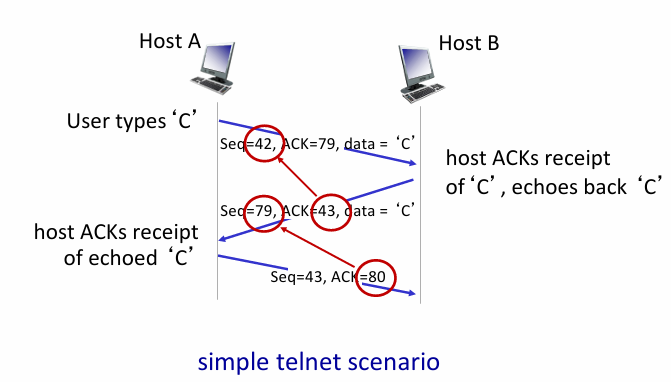 Host A
Host B
User types ‘C’
Seq=42, ACK=79, data = ‘C’
host ACKs receipt
of ‘C’, echoes back ‘C’
Seq=79, ACK=43, data = ‘C’
host ACKs receipt
of echoed ‘C’
Seq=43, ACK=80
simple telnet scenario